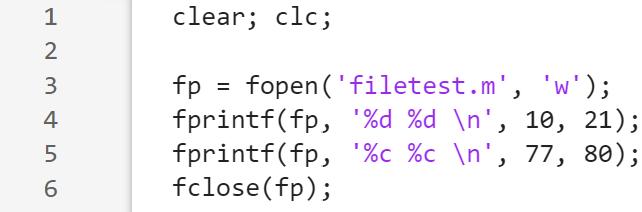 1 clear; clc;
2
3 fp = fopen('filetest.m', 'w');
4 fprintf(fp, '%d %d \n', 10, 21);
5 fprintf(fp, '%c %c \n', 77, 80);
6 fclose(fp);